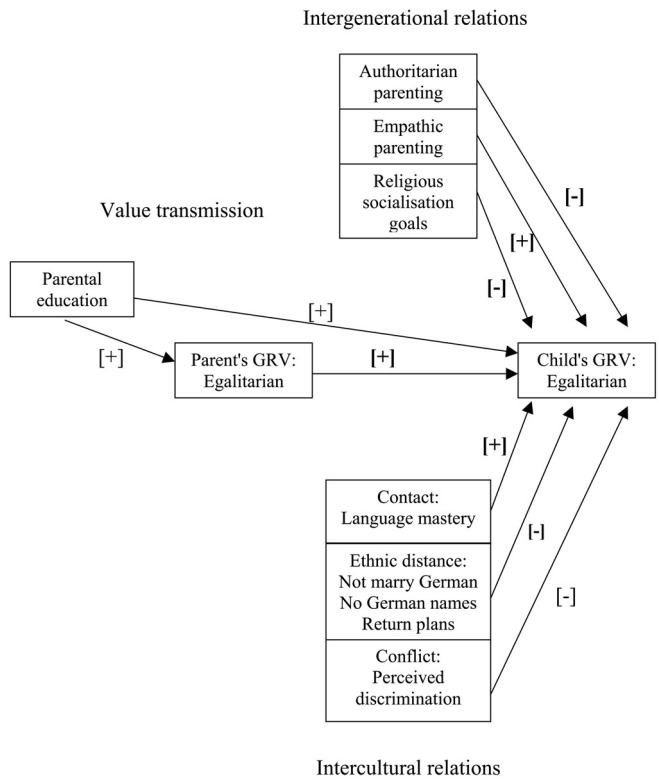 Intergenerational relations
Authoritarian
parenting
Empathic
parenting
Religious
socialisation
goals
[-]
[+]
[-]
Value transmission
Parental
education
[+]
[+]
Parent's GRV:
Egalitarian
[+]
Child's GRV:
Egalitarian
[+]
[-]
[-]
Contact:
Language mastery
Ethnic distance:
Not marry German
No German names
Return plans
Conflict:
Perceived
discrimination
Intercultural relations